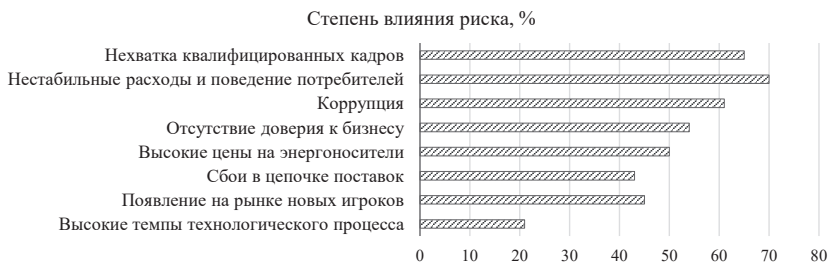 Степень влияния риска, %
Нехватка квалифицированных кадров
Нестабильные расходы и поведение потребителей
Коррупция
Отсутствие доверия к бизнесу
Высокие цены на энергоносители
Сбои в цепочке поставок
Появление на рынке новых игроков
Высокие темпы технологического процесса
0 10 20 30 40 50 60 70 80